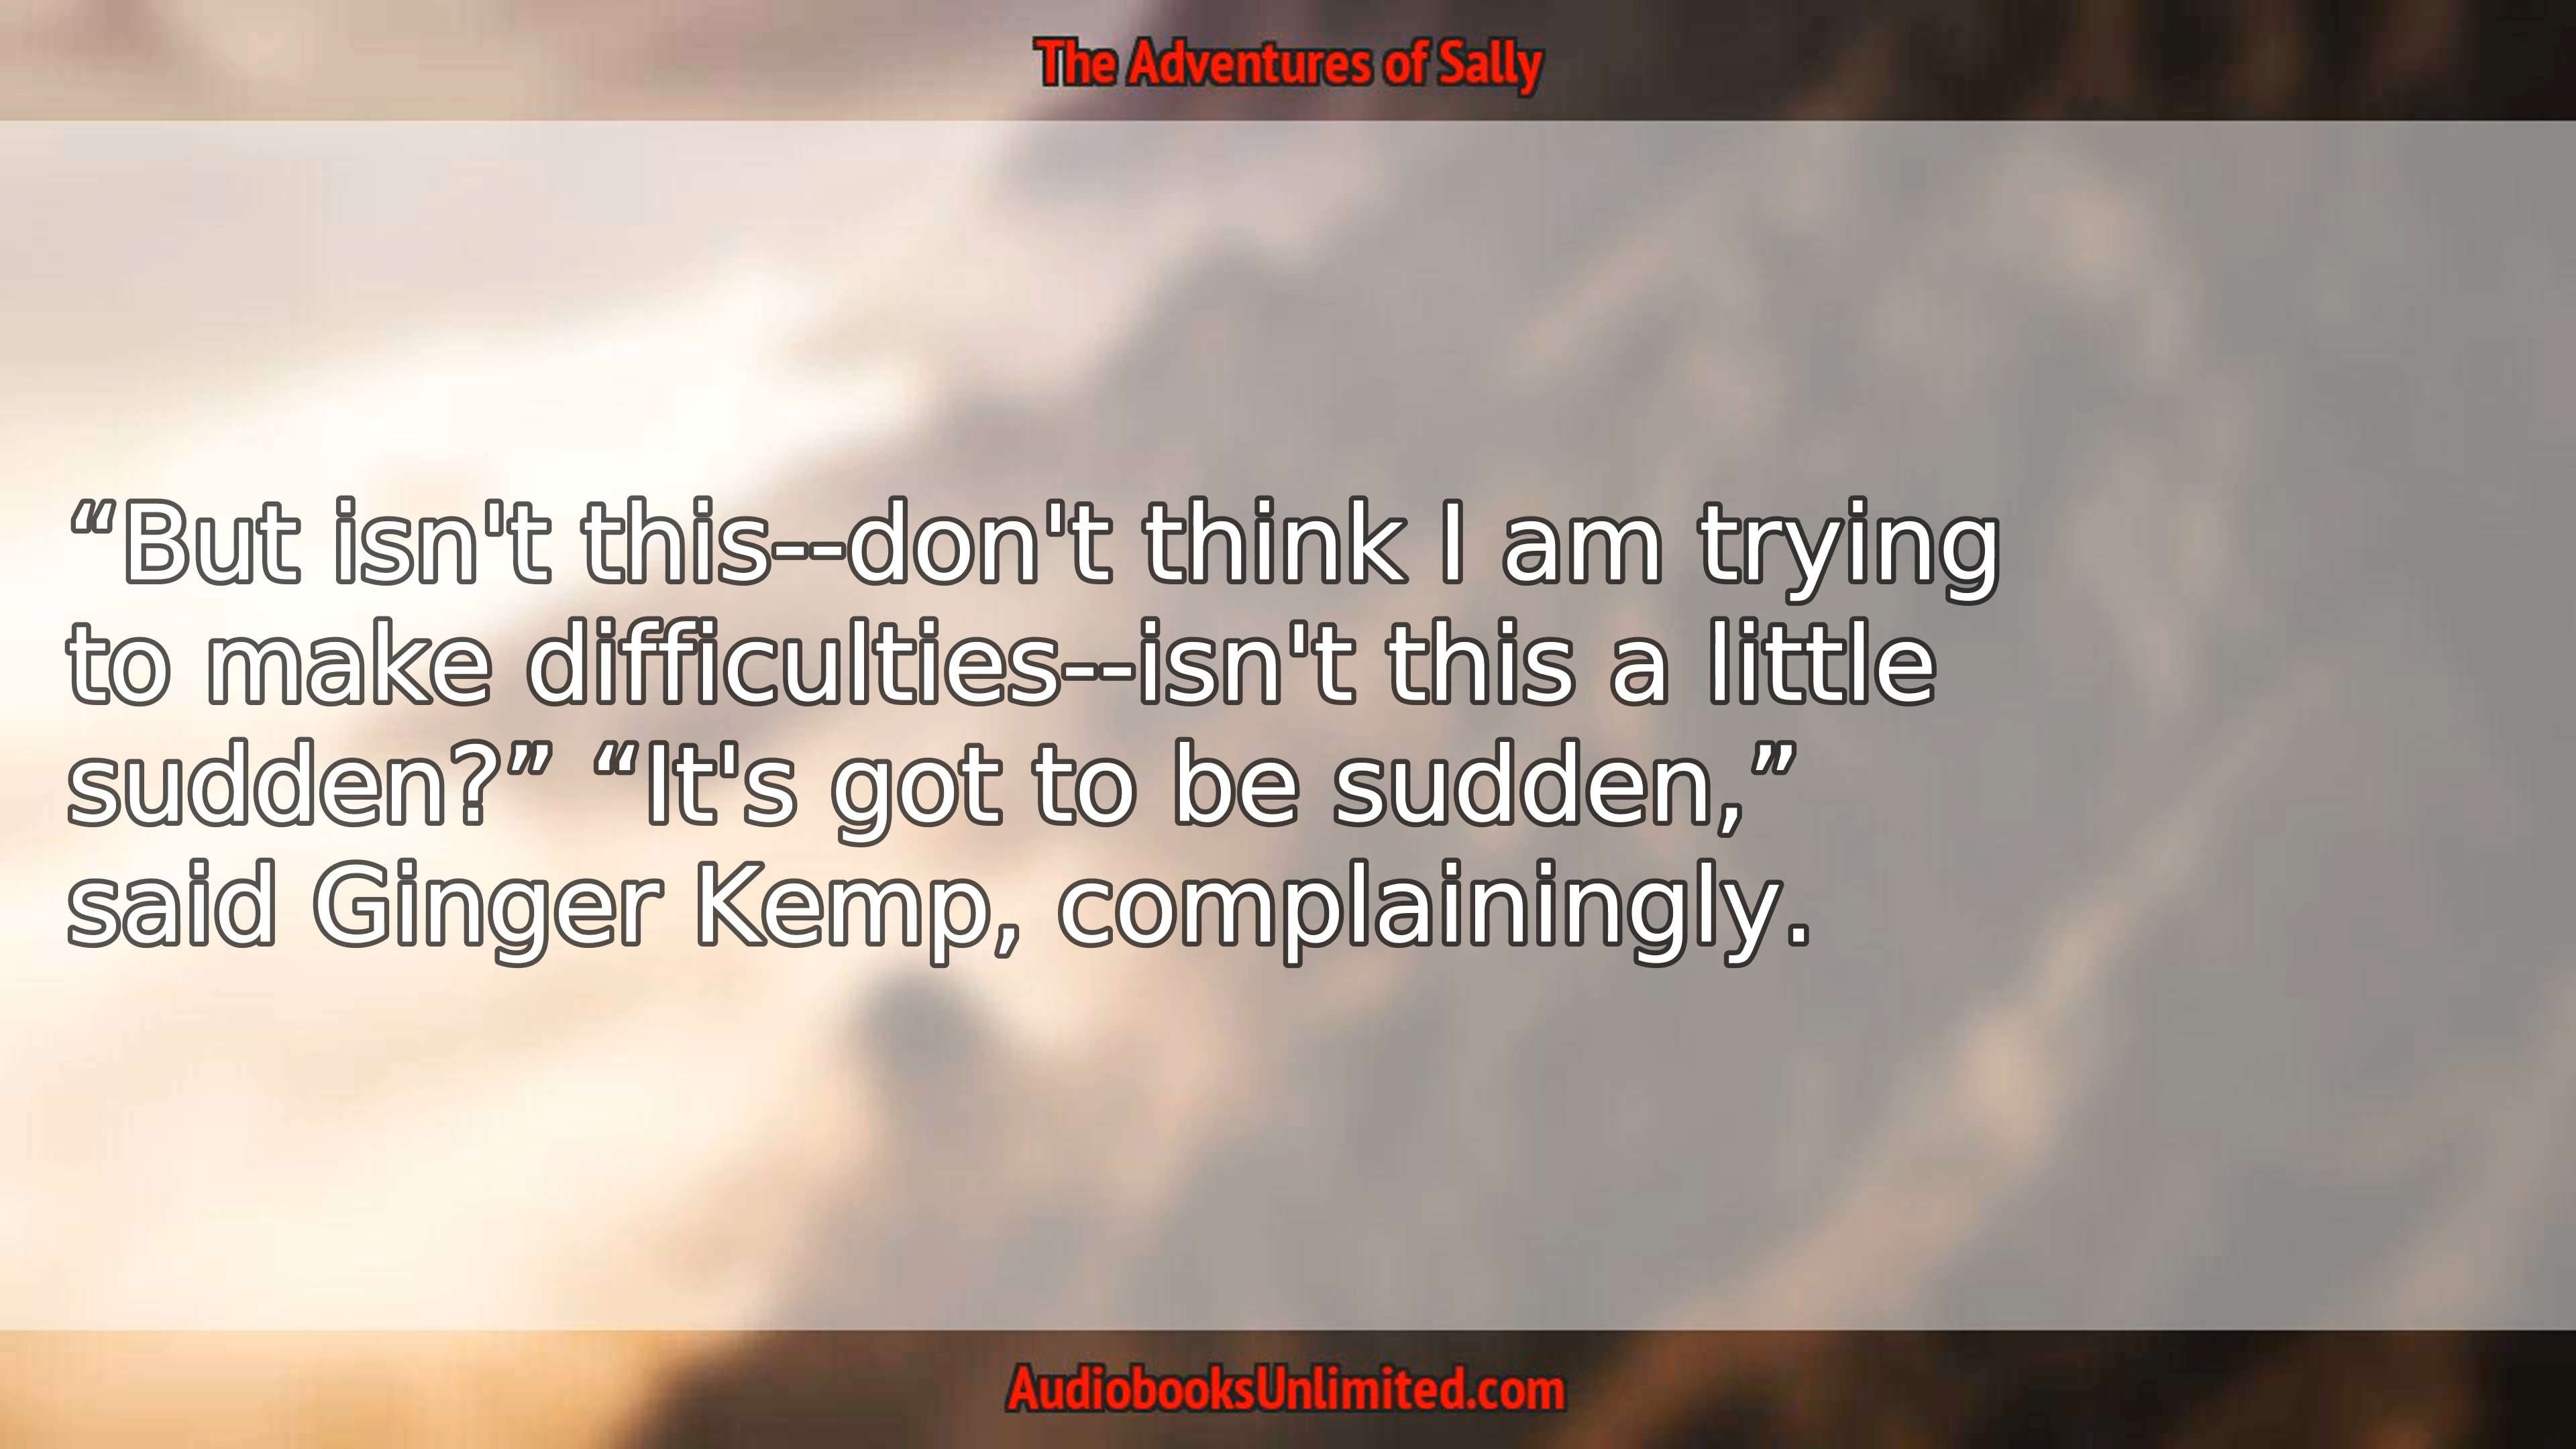 The Adventures of Sally
“But isn't this--don't think I am trying
to make difficulties--isn't this a little
sudden?” “It's got to be sudden,”
said Ginger Kemp, complainingly.
AudiobooksUnlimited.com